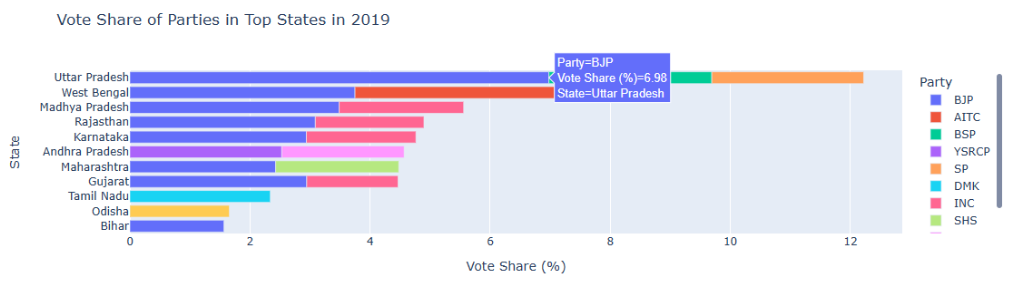 Vote Share of Parties in Top States in 2019
Party=BJP
Vote Share (%)=6.98
State=Uttar Pradesh
Uttar Pradesh
West Bengal
Madhya Pradesh
Rajasthan
Karnataka
Andhra Pradesh
Maharashtra
Gujarat
Tamil Nadu
Odisha
Bihar
State
0 2 4 6 8 10 12
Vote Share (%)
Party
BJP
AITC
BSP
YSRCP
SP
DMK
INC
SHS